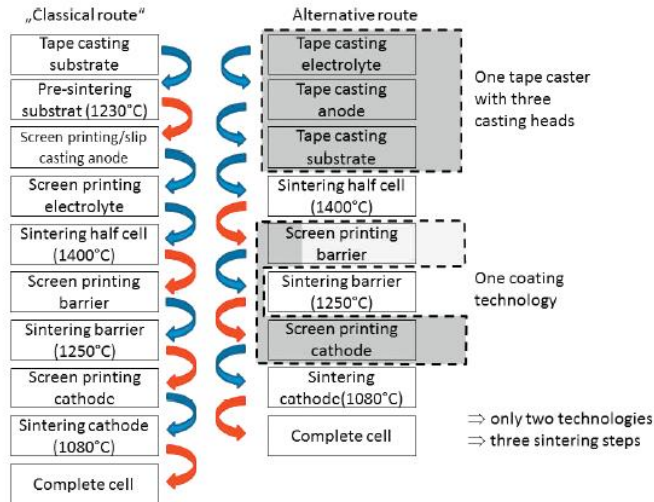 „Classical route“
Tape casting
substrate
Pre-sintering
substrat (1230°C)
Screen printing/slip
casting anode
Screen printing
electrolyte
Sintering half cell
(1400°C)
Screen printing
barrier
Sintering barrier
(1250°C)
Screen printing
cathode
Sintering cathode
(1080°C)
Complete cell
Alternative route
Tape casting
electrolyte
Tape casting
anode
Tape casting
substrate
Sintering half cell
(1400°C)
Screen printing
barrier
Sintering barrier
(1250°C)
Screen printing
cathode
Sintering
cathode(1080°C)
Complete cell
One tape caster
with three
casting heads
One coating
technology
⇒ only two technologies
⇒ three sintering steps